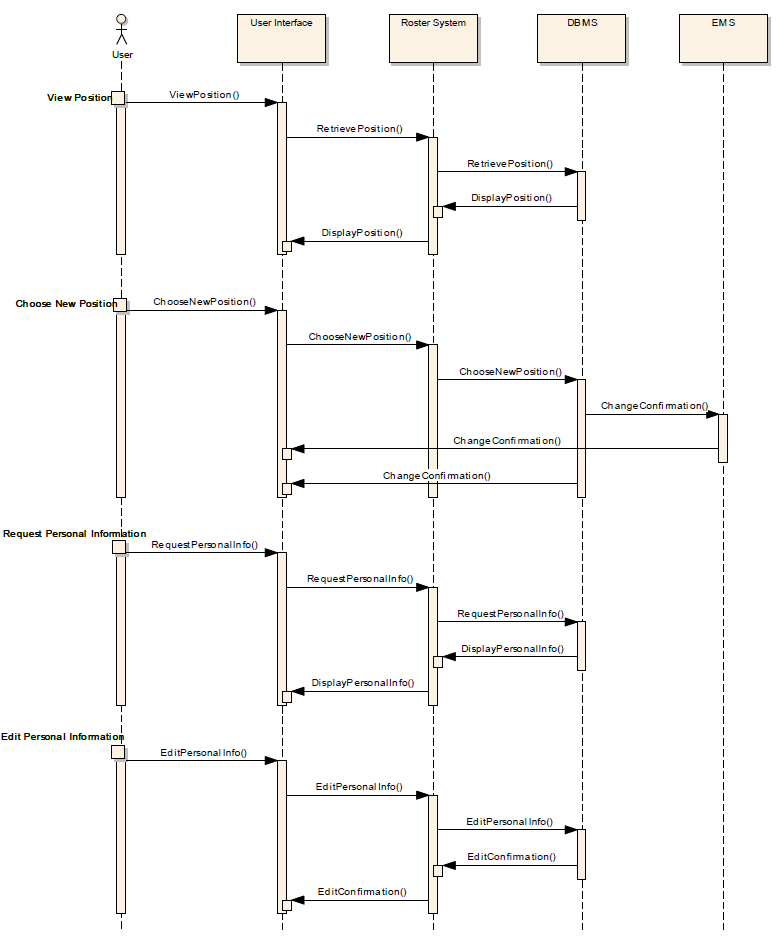 User
User Interface
Roster System
DBMS
EMS
View Position
ViewPosition()
RetrievePosition()
RetrievePosition()
DisplayPosition()
DisplayPosition()
Choose New Position
ChooseNewPosition()
ChooseNewPosition()
ChooseNewPosition()
ChangeConfirmation()
ChangeConfirmation()
ChangeConfirmation()
Request Personal Information
RequestPersonalInfo()
RequestPersonalInfo()
RequestPersonalInfo()
DisplayPersonalInfo()
DisplayPersonalInfo()
Edit Personal Information
EditPersonalInfo()
EditPersonalInfo()
EditPersonalInfo()
EditConfirmation()
EditConfirmation()